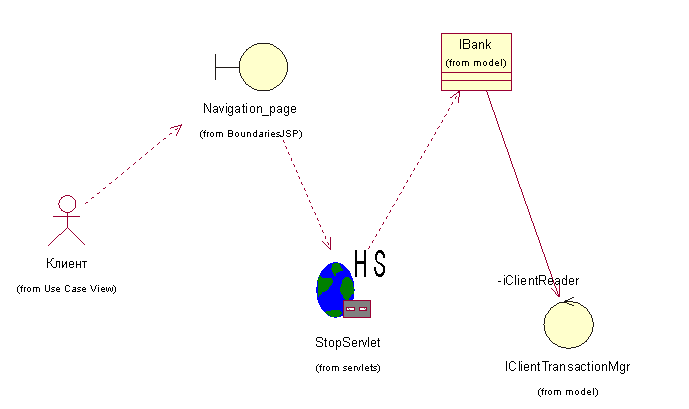 IBank
(from model)
Navigation_page
(from BoundariesJSP)
Клиент
(from Use Case View)
HS
-iClientReader
StopServlet
(from servlets)
IClientTransactionMgr
(from model)